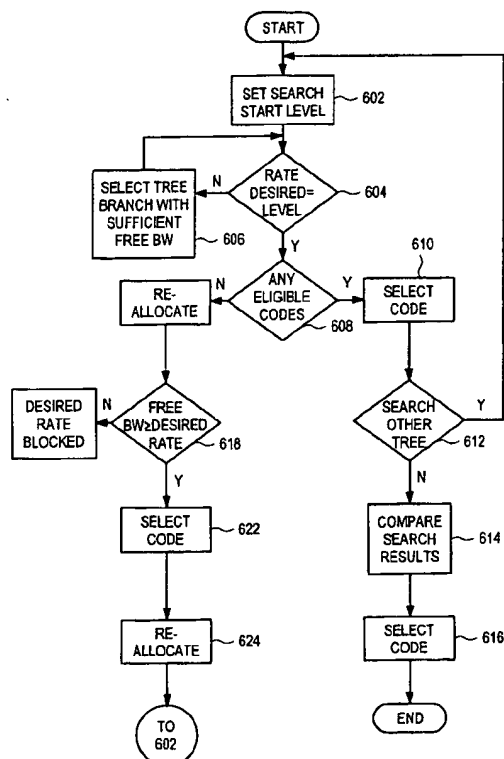 START
SET SEARCH
START LEVEL
602
RATE
DESIRED=
LEVEL
604
N
Y
SELECT TREE
BRANCH WITH
SUFFICIENT
FREE BW
606
ANY
ELIGIBLE
CODES
608
N
Y
RE-
ALLOCATE
610
SELECT
CODE
FREE
BW≥DESIRED
RATE
618
N
Y
DESIRED
RATE
BLOCKED
SEARCH
OTHER
TREE
612
Y
N
SELECT
CODE
622
COMPARE
SEARCH
RESULTS
614
RE-
ALLOCATE
624
SELECT
CODE
616
TO
602
END